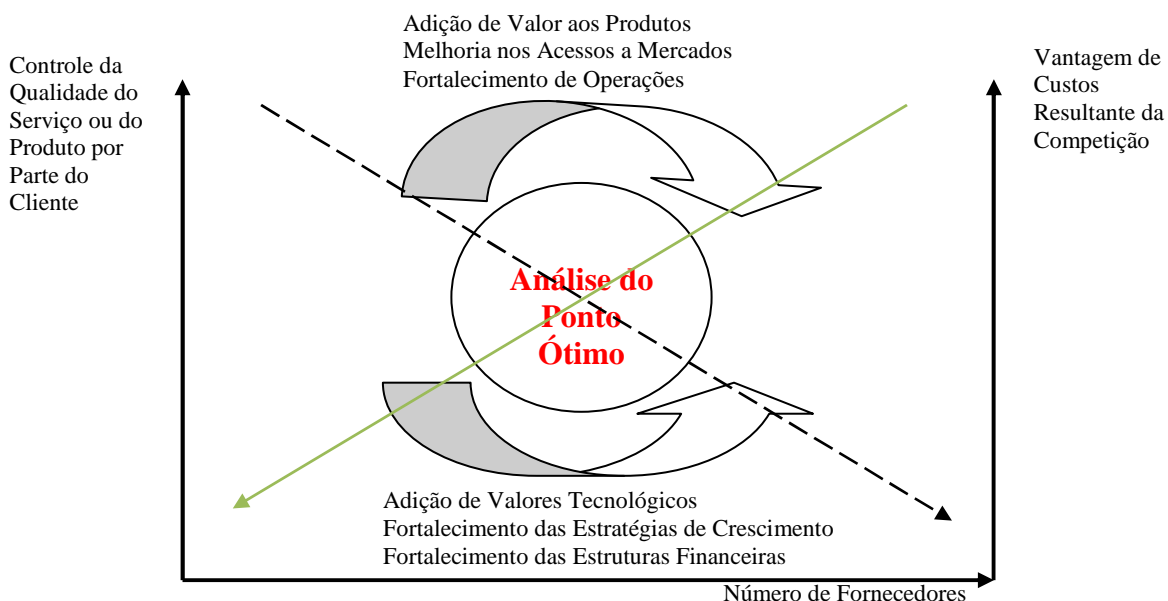 Adição de Valor aos Produtos
Melhoria nos Acessos a Mercados
Fortalecimento de Operações
Controle da
Qualidade do
Serviço ou do
Produto por
Parte do
Cliente
Vantagem de
Custos
Resultante da
Competição
Análise do
Ponto
Ótimo
Adição de Valores Tecnológicos
Fortalecimento das Estratégias de Crescimento
Fortalecimento das Estruturas Financeiras
Número de Fornecedores